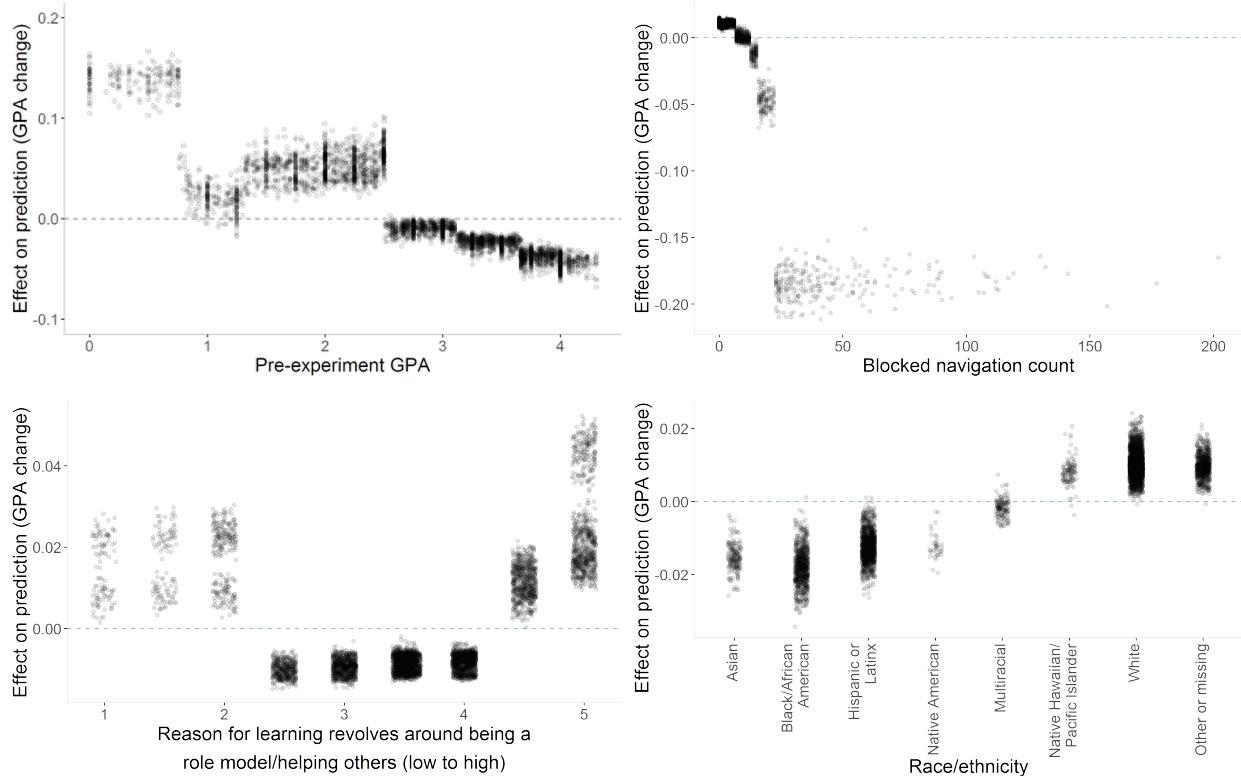 Effect on prediction (GPA change)
0.2
0.1
0.0
-0.1
0
1
2
3
4
Pre-experiment GPA
Effect on prediction (GPA change)
0.00
-0.05
-0.10
-0.15
-0.20
0
50
100
150
200
Blocked navigation count
Effect on prediction (GPA change)
0.04
0.02
0.00
1
2
3
4
5
Reason for learning revolves around being a
role model/helping others (low to high)
Effect on prediction (GPA change)
0.02
0.00
-0.02
Asian
Black/African
American
Hispanic or
Latinx
Native American
Multiracial
Native Hawaiian/
Pacific Islander
White
Other or missing
Race/ethnicity